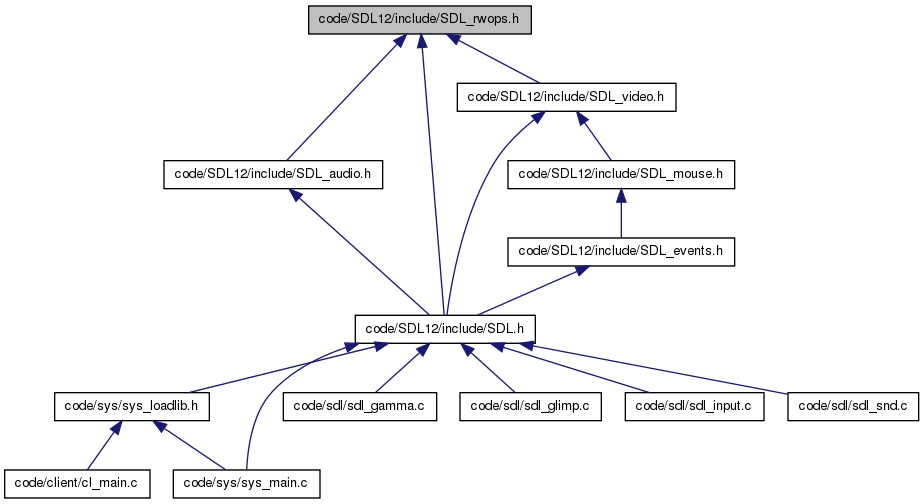 code/SDL12/include/SDL_rwops.h
code/SDL12/include/SDL_video.h
code/SDL12/include/SDL_audio.h
code/SDL12/include/SDL_mouse.h
code/SDL12/include/SDL_events.h
code/SDL12/include/SDL.h
code/sys/sys_loadlib.h
code/sdl/sdl_gamma.c
code/sdl/sdl_glimp.c
code/sdl/sdl_input.c
code/sdl/sdl_snd.c
code/client/cl_main.c
code/sys/sys_main.c